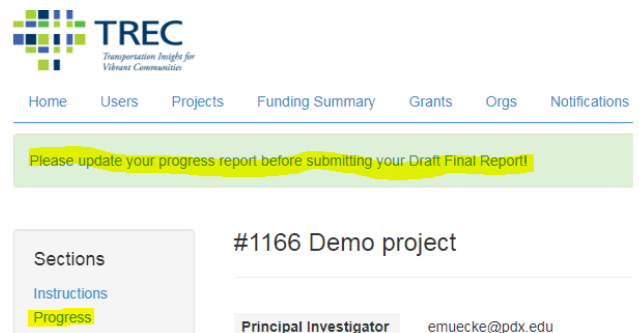 TREC
Transportation Insight for
Vibrant Communities
Home Users Projects Funding Summary Grants Orgs Notifications
Please update your progress report before submitting your Draft Final Report!
Sections
#1166 Demo project
Instructions
Progress
Principal Investigator emuecke@pdx.edu